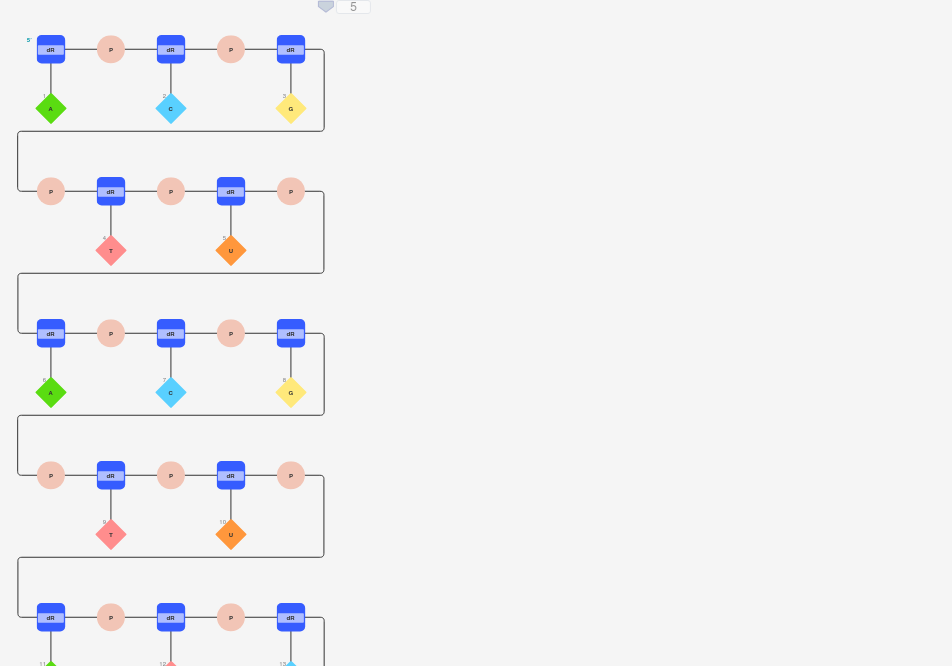 5
5' dR P dR P dR
1 2 3
A C G
P dR P dR P
4 5
T U
dR P dR P dR
6 7 8
A C G
P dR P dR P
9 10
T U
dR P dR P dR
11 12 13